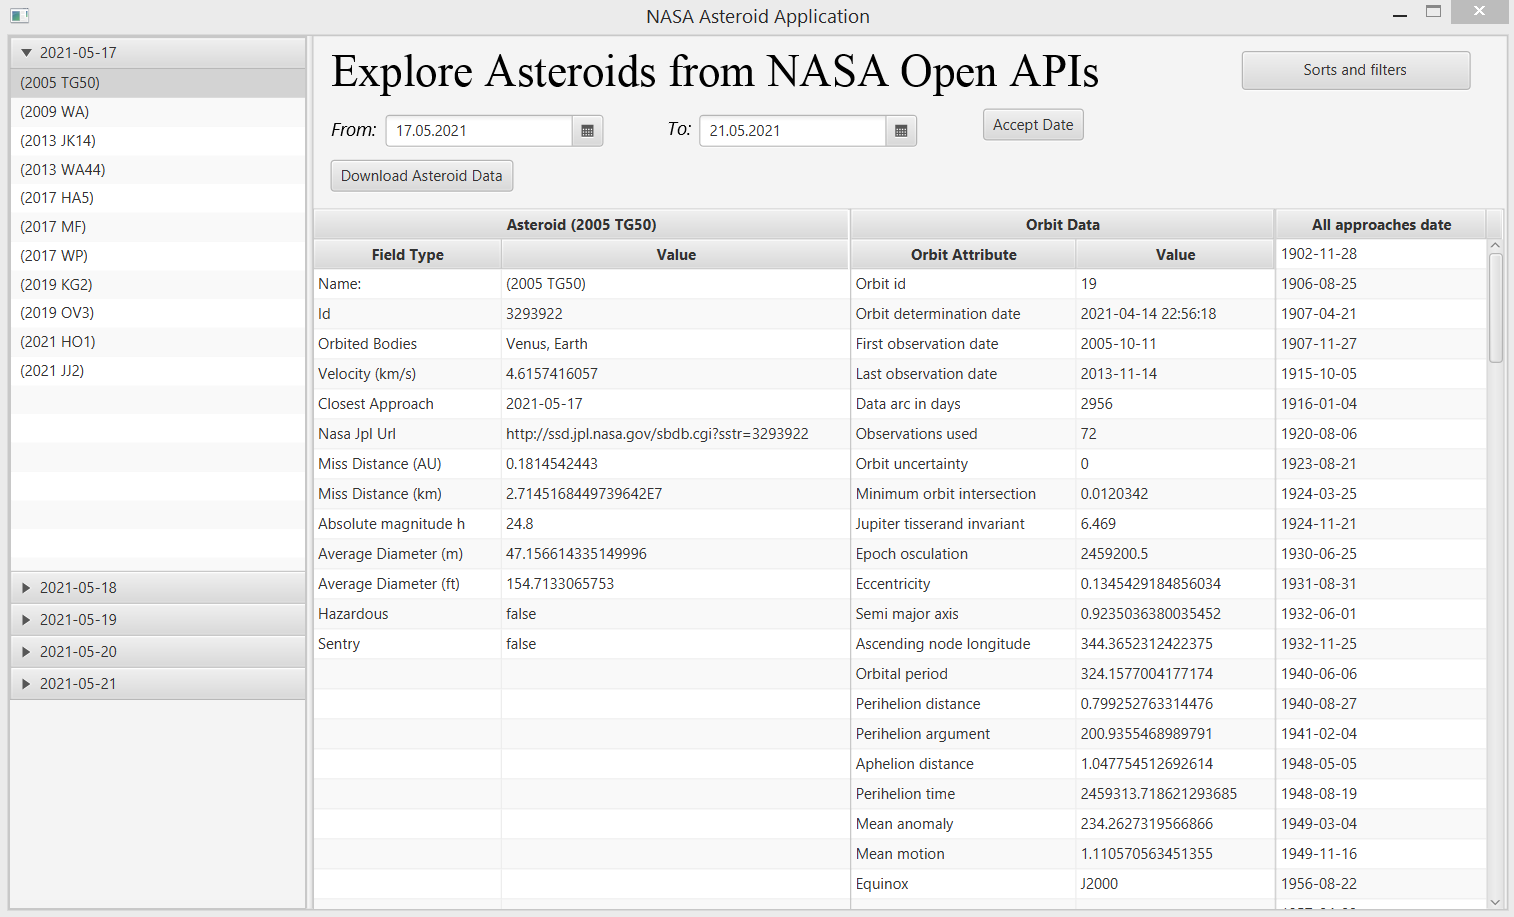 NASA Asteroid Application
2021-05-17
(2005 TG50)
(2009 WA)
(2013 JK14)
(2013 WA44)
(2017 HA5)
(2017 MF)
(2017 WP)
(2019 KG2)
(2019 OV3)
(2021 HO1)
(2021 JJ2)
2021-05-18
2021-05-19
2021-05-20
2021-05-21
Explore Asteroids from NASA Open APIs
Sorts and filters
From: 17.05.2021 To: 21.05.2021 Accept Date
Download Asteroid Data
Asteroid (2005 TG50)
Field Type Value
Name: (2005 TG50)
Id 3293922
Orbited Bodies Venus, Earth
Velocity (km/s) 4.6157416057
Closest Approach 2021-05-17
Nasa Jpl Url http://ssd.jpl.nasa.gov/sbdb.cgi?sstr=3293922
Miss Distance (AU) 0.1814542443
Miss Distance (km) 2.7145168449739642E7
Absolute magnitude h 24.8
Average Diameter (m) 47.156614335149996
Average Diameter (ft) 154.7133065753
Hazardous false
Sentry false
Orbit Data
Orbit Attribute Value
Orbit id 19
Orbit determination date 2021-04-14 22:56:18
First observation date 2005-10-11
Last observation date 2013-11-14
Data arc in days 2956
Observations used 72
Orbit uncertainty 0
Minimum orbit intersection 0.0120342
Jupiter tisserand invariant 6.469
Epoch osculation 2459200.5
Eccentricity 0.1345429184856034
Semi major axis 0.9235036380035452
Ascending node longitude 344.3652312422375
Orbital period 324.1577004177174
Perihelion distance 0.799252763314476
Perihelion argument 200.9355468989791
Aphelion distance 1.047754512692614
Perihelion time 2459313.718621293685
Mean anomaly 234.2627319566866
Mean motion 1.110570563451355
Equinox J2000
All approaches date
1902-11-28
1906-08-25
1907-04-21
1907-11-27
1915-10-05
1916-01-04
1920-08-06
1923-08-21
1924-03-25
1924-11-21
1930-06-25
1931-08-31
1932-06-01
1932-11-25
1940-06-06
1940-08-27
1941-02-04
1948-05-05
1948-08-19
1949-03-04
1949-11-16
1956-08-22